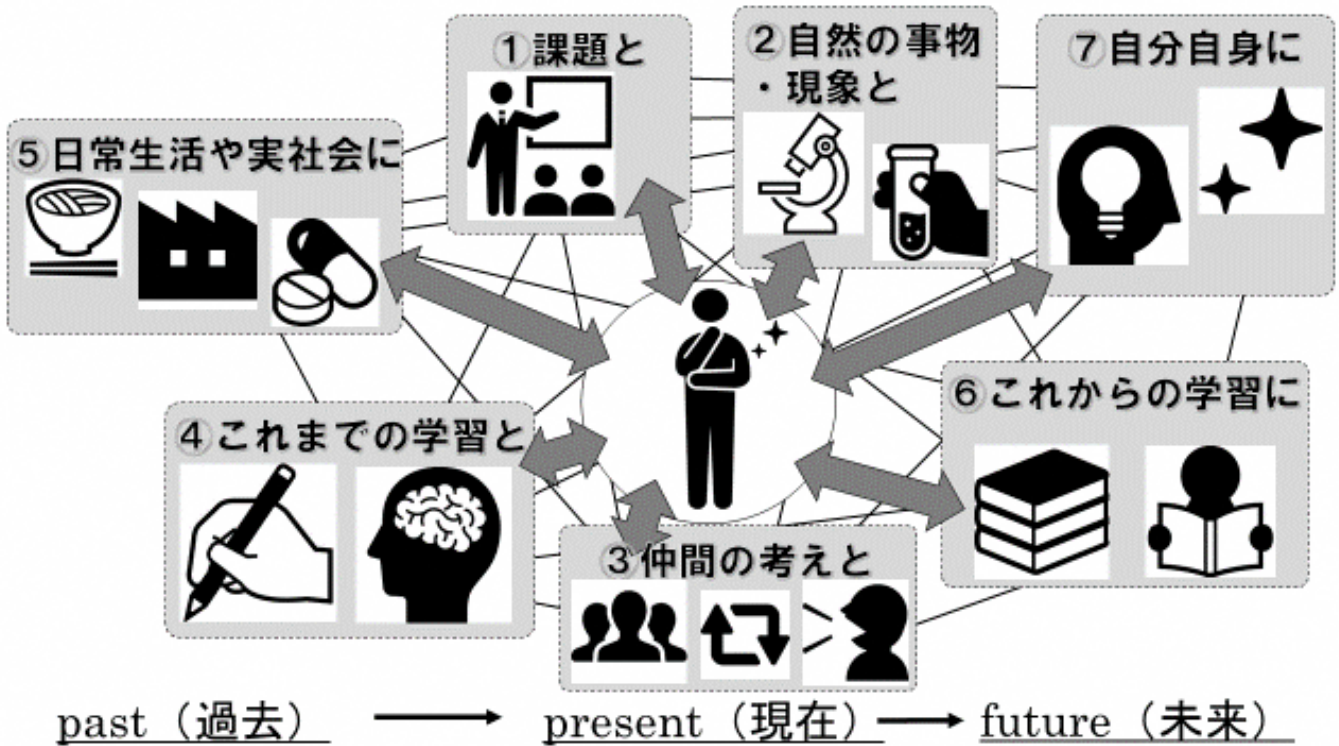 ①課題と
②自然の事物
・現象と
⑦自分自身に
⑤日常生活や実社会に
⑥これからの学習に
④これまでの学習と
③仲間の考えと
past（過去）
present（現在）
future（未来）